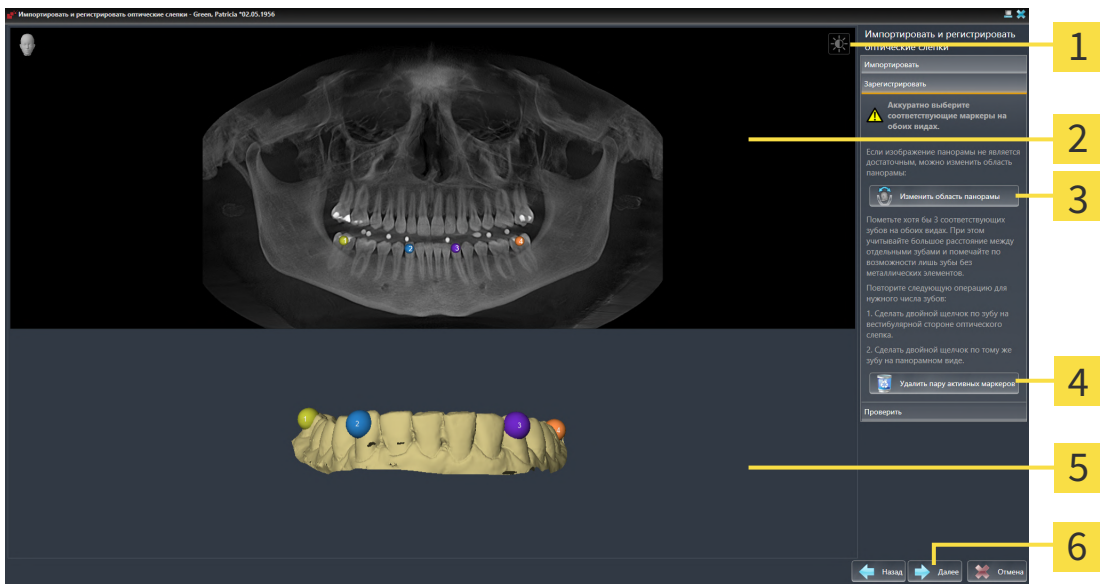 Импортировать и регистрировать оптические слепки - Green, Patricia *02.05.1956
Импортировать и регистрировать
оптические слепки
1
Импортировать
Зарегистрировать
Аккуратно выберите
соответствующие маркеры на
обоих видах.
2
Если изображение панорамы не является
достаточным, можно изменить область
панорамы:
Изменить область панорамы
3
Пометьте хотя бы 3 соответствующих
зубов на обоих видах. При этом
учитывайте большое расстояние между
отдельными зубами и помечайте по
возможности лишь зубы без
металлических элементов.
Повторите следующую операцию для
нужного числа зубов:
1. Сделать двойной щелчок по зубу на
вестибулярной стороне оптического
слепка.
2. Сделать двойной щелчок по тому же
зубу на панорамном виде.
Удалить пару активных маркеров
4
Проверить
1 2 3 4
1 2 3 4
5
6
Назад Далее Отмена